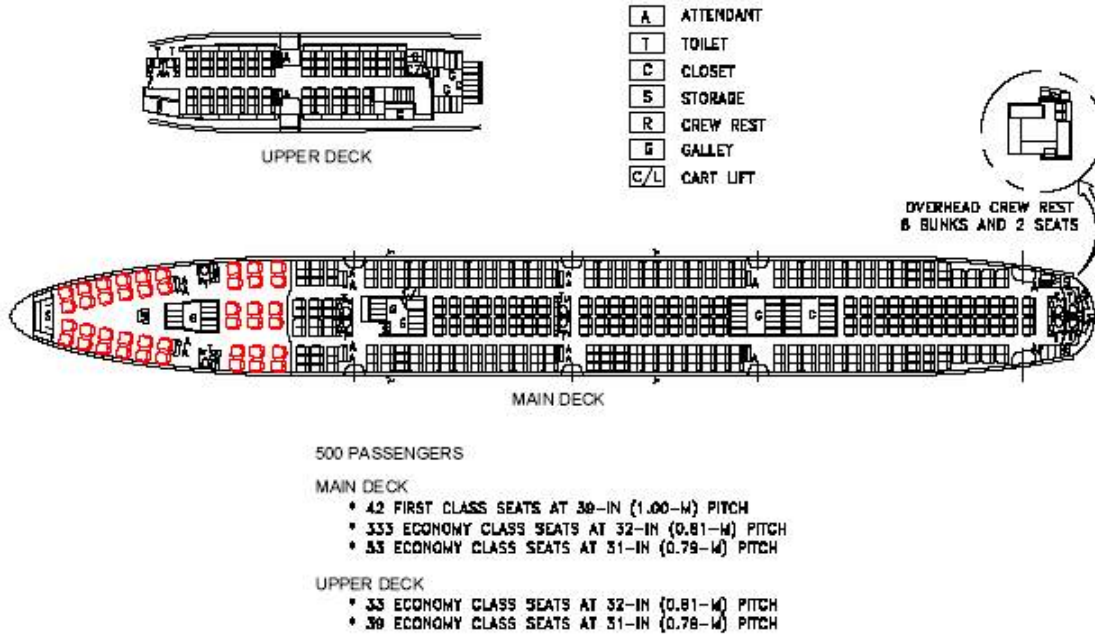 A ATTENDANT
T TOILET
C CLOSET
S STORAGE
R CREW REST
G GALLEY
C/L CART LIFT
UPPER DECK
OVERHEAD CREW REST
8 BUNKS AND 2 SEATS
MAIN DECK
500 PASSENGERS
MAIN DECK
* 42 FIRST CLASS SEATS AT 39-IN (1.00-M) PITCH
* 333 ECONOMY CLASS SEATS AT 32-IN (0.81-M) PITCH
* 53 ECONOMY CLASS SEATS AT 31-IN (0.79-M) PITCH
UPPER DECK
* 33 ECONOMY CLASS SEATS AT 32-IN (0.81-M) PITCH
* 39 ECONOMY CLASS SEATS AT 31-IN (0.79-M) PITCH